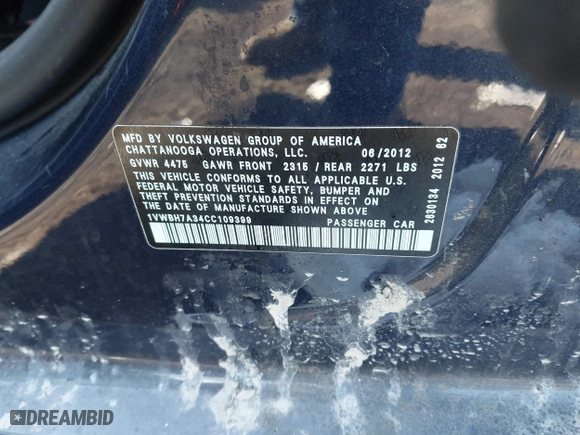 MFD BY VOLKSWAGEN GROUP OF AMERICA
CHATTANOOGA OPERATIONS, LLC. 06/2012
GVWR 4475 GAWR FRONT 2315 / REAR 2271 LBS
THIS VEHICLE CONFORMS TO ALL APPLICABLE U.S.
FEDERAL MOTOR VEHICLE SAFETY, BUMPER AND
THEFT PREVENTION STANDARDS IN EFFECT ON
THE DATE OF MANUFACTURE SHOWN ABOVE
1VWBH7A34CC109399 PASSENGER CAR
2630134 2012 62
DREAMBID